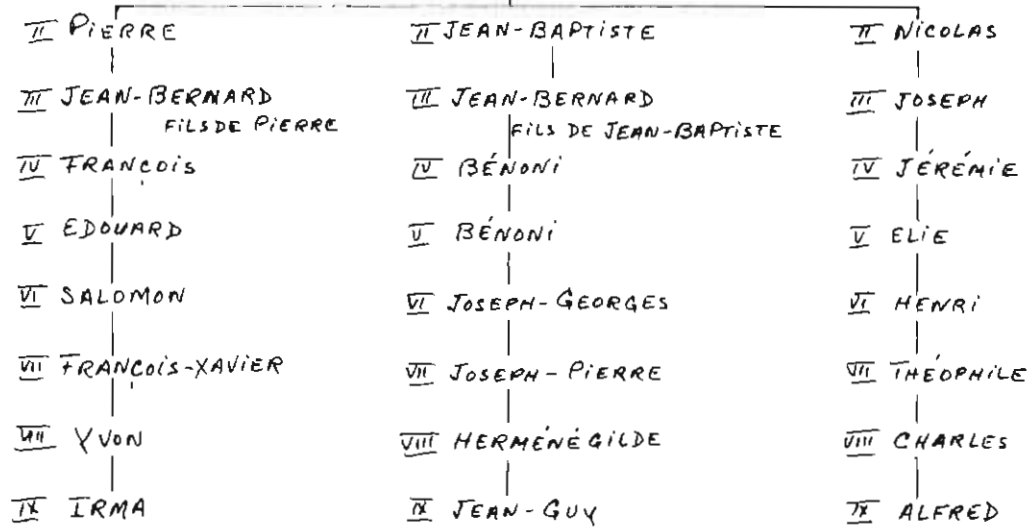 II PIERRE
II JEAN-BAPTISTE
II NICOLAS
III JEAN-BERNARD
FILS DE PIERRE
III JEAN-BERNARD
FILS DE JEAN-BAPTISTE
III JOSEPH
IV FRANÇOIS
IV BÉNONI
IV JÉRÉMIE
V EDOUARD
V BÉNONI
V ELIE
VI SALOMON
VI JOSEPH-GEORGES
VI HENRI
VII FRANÇOIS-XAVIER
VII JOSEPH-PIERRE
VII THÉOPHILE
VIII YVON
VIII HERMÉNÉGILDE
VIII CHARLES
IX IRMA
IX JEAN-GUY
IX ALFRED